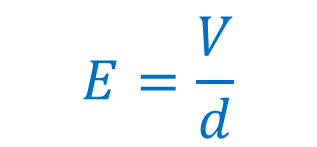 E = V/d